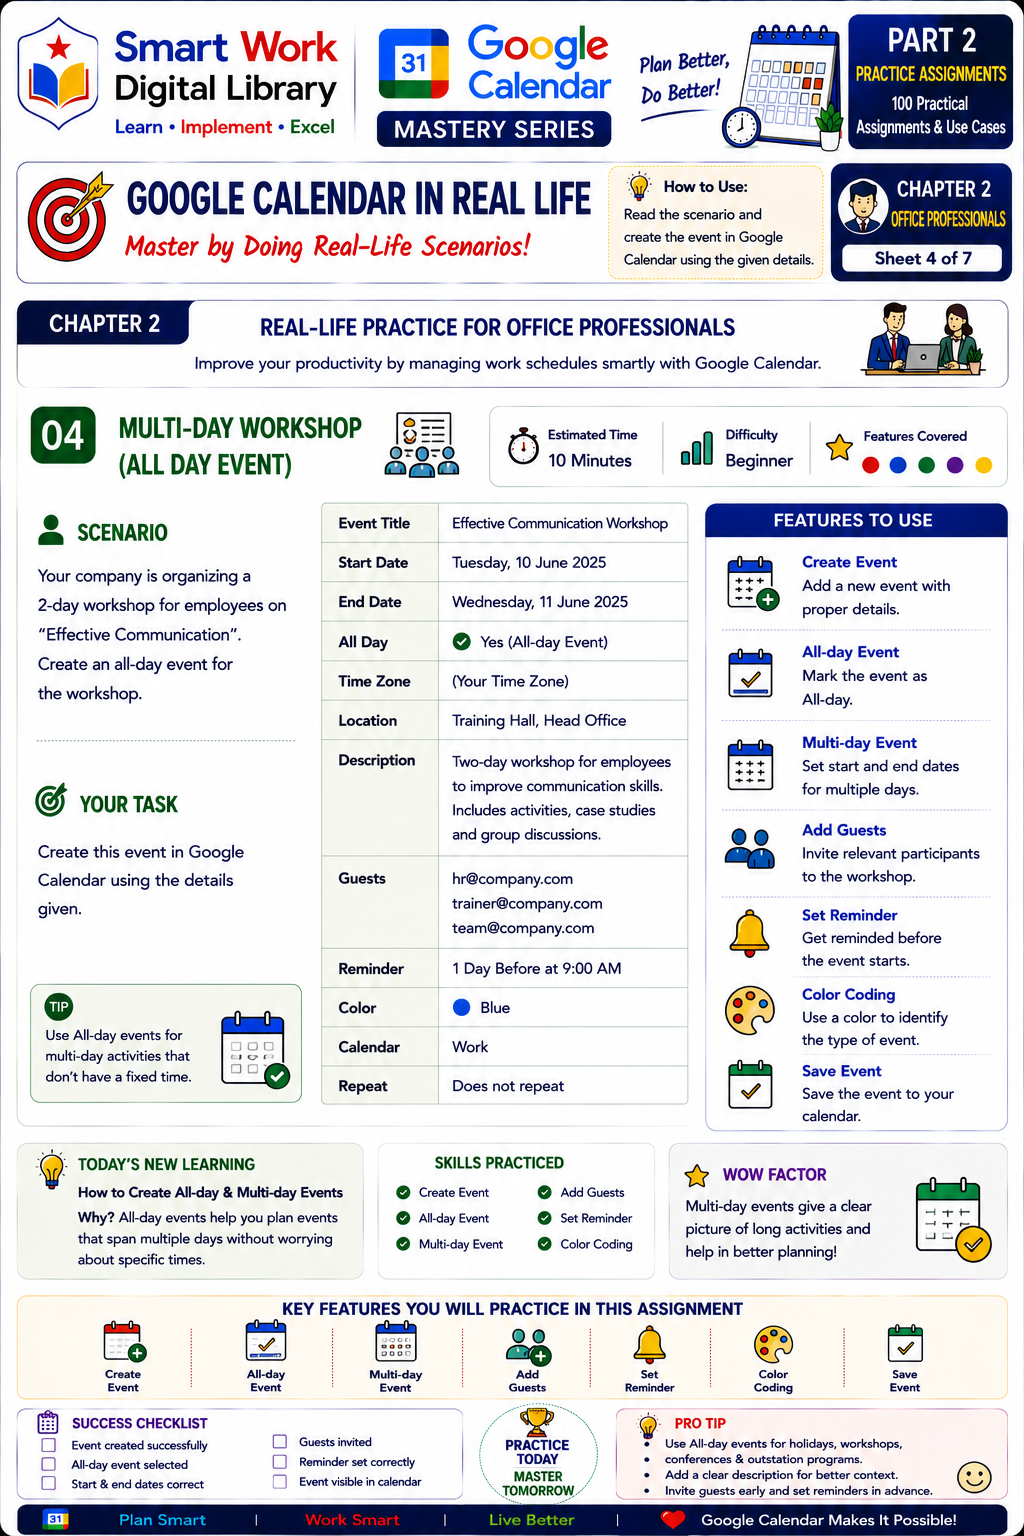 Smart Work
Digital Library
Learn • Implement • Excel
31
Google
Calendar
MASTERY SERIES
Plan Better,
Do Better!
PART 2
PRACTICE ASSIGNMENTS
100 Practical
Assignments & Use Cases
GOOGLE CALENDAR IN REAL LIFE
Master by Doing Real-Life Scenarios!
How to Use:
Read the scenario and
create the event in Google
Calendar using the given details.
CHAPTER 2
OFFICE PROFESSIONALS
Sheet 4 of 7
CHAPTER 2
REAL-LIFE PRACTICE FOR OFFICE PROFESSIONALS
Improve your productivity by managing work schedules smartly with Google Calendar.
04
MULTI-DAY WORKSHOP
(ALL DAY EVENT)
Estimated Time
10 Minutes
Difficulty
Beginner
Features Covered
SCENARIO
Your company is organizing a
2-day workshop for employees on
“Effective Communication”.
Create an all-day event for
the workshop.
YOUR TASK
Create this event in Google
Calendar using the details
given.
TIP
Use All-day events for
multi-day activities that
don’t have a fixed time.
Event Title Effective Communication Workshop
Start Date Tuesday, 10 June 2025
End Date Wednesday, 11 June 2025
All Day Yes (All-day Event)
Time Zone (Your Time Zone)
Location Training Hall, Head Office
Description Two-day workshop for employees
to improve communication skills.
Includes activities, case studies
and group discussions.
Guests hr@company.com
trainer@company.com
team@company.com
Reminder 1 Day Before at 9:00 AM
Color Blue
Calendar Work
Repeat Does not repeat
FEATURES TO USE
Create Event
Add a new event with
proper details.
All-day Event
Mark the event as
All-day.
Multi-day Event
Set start and end dates
for multiple days.
Add Guests
Invite relevant participants
to the workshop.
Set Reminder
Get reminded before
the event starts.
Color Coding
Use a color to identify
the type of event.
Save Event
Save the event to your
calendar.
TODAY’S NEW LEARNING
How to Create All-day & Multi-day Events
Why? All-day events help you plan events
that span multiple days without worrying
about specific times.
SKILLS PRACTICED
Create Event
All-day Event
Multi-day Event
Add Guests
Set Reminder
Color Coding
WOW FACTOR
Multi-day events give a clear
picture of long activities and
help in better planning!
KEY FEATURES YOU WILL PRACTICE IN THIS ASSIGNMENT
Create
Event
All-day
Event
Multi-day
Event
Add
Guests
Set
Reminder
Color
Coding
Save
Event
SUCCESS CHECKLIST
Event created successfully
All-day event selected
Start & end dates correct
Guests invited
Reminder set correctly
Event visible in calendar
PRACTICE
TODAY
MASTER
TOMORROW
PRO TIP
• Use All-day events for holidays, workshops,
• conferences & outstation programs.
• Add a clear description for better context.
• Invite guests early and set reminders in advance.
31
Plan Smart | Work Smart | Live Better | Google Calendar Makes It Possible!